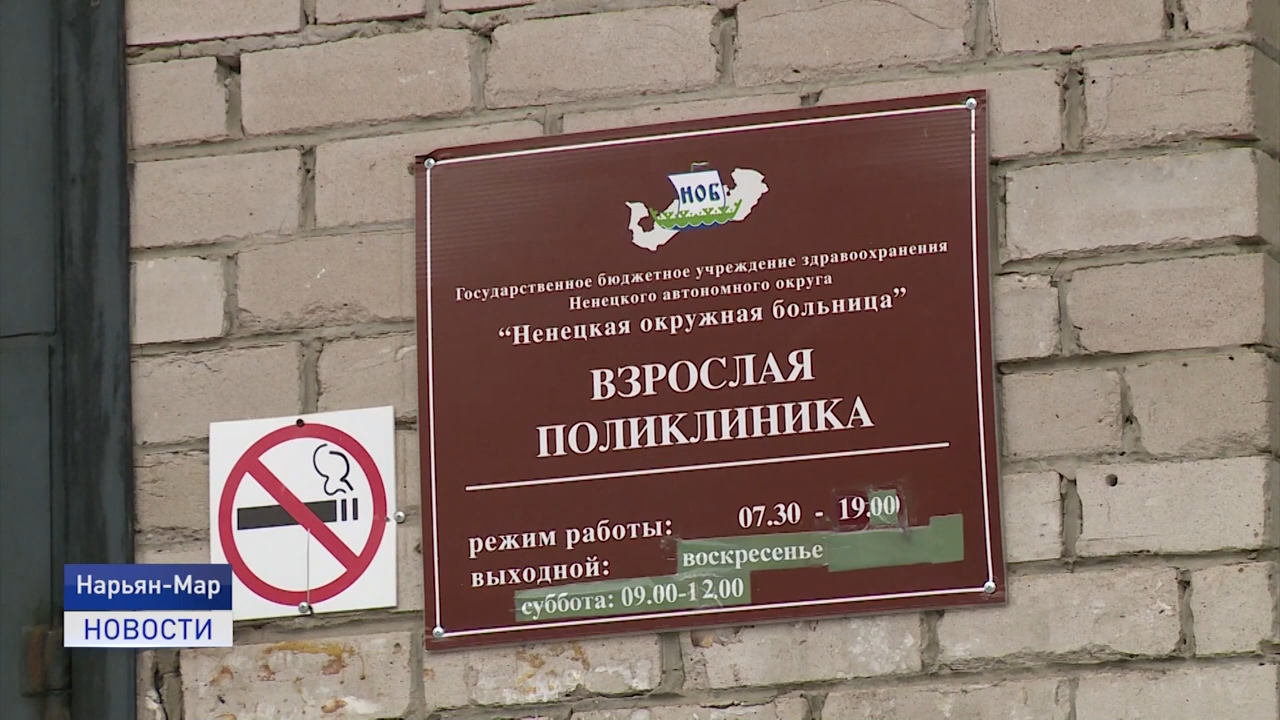 НОБ
Государственное бюджетное учреждение здравоохранения
Ненецкого автономного округа
“Ненецкая окружная больница”
ВЗРОСЛАЯ
ПОЛИКЛИНИКА
режим работы: 07.30 - 19.00
выходной: воскресенье
суббота: 09.00-12.00
Нарьян-Мар
НОВОСТИ